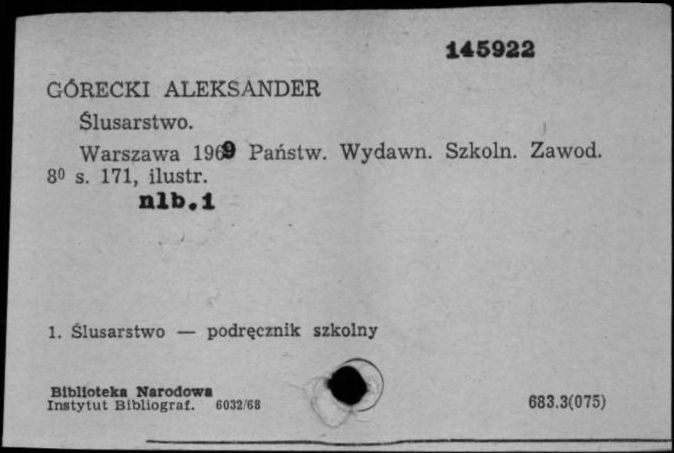 145922
GÓRECKI ALEKSANDER
Ślusarstwo.
Warszawa 1969 Państw. Wydawn. Szkoln. Zawod.
8⁰ s. 171, ilustr.
nlb.1
1. Ślusarstwo — podręcznik szkolny
Biblioteka Narodowa
Instytut Bibliograf. 6032/68
683.3(075)